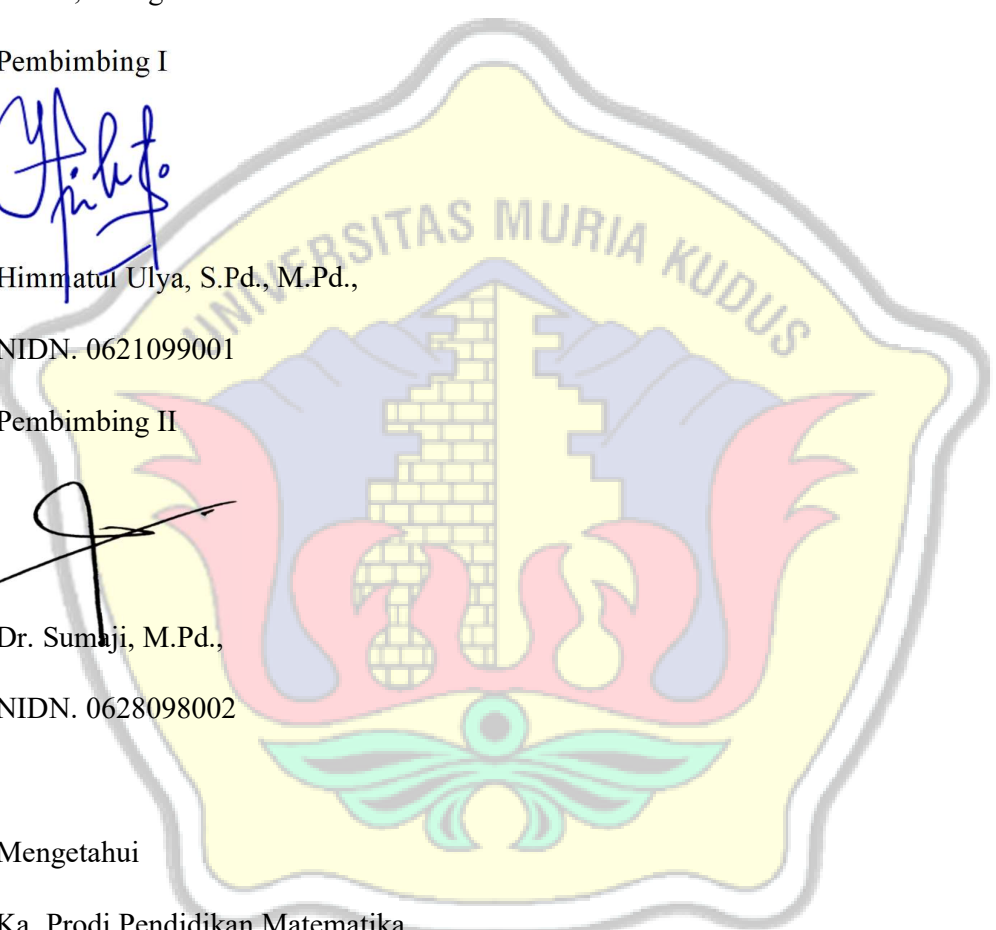 Pembimbing I
UNIVERSITAS MURIA KUDUS
Himmatul Ulya, S.Pd., M.Pd.,
NIDN. 0621099001
Pembimbing II
Dr. Sumaji, M.Pd.,
NIDN. 0628098002
Mengetahui
Ka. Prodi Pendidikan Matematika